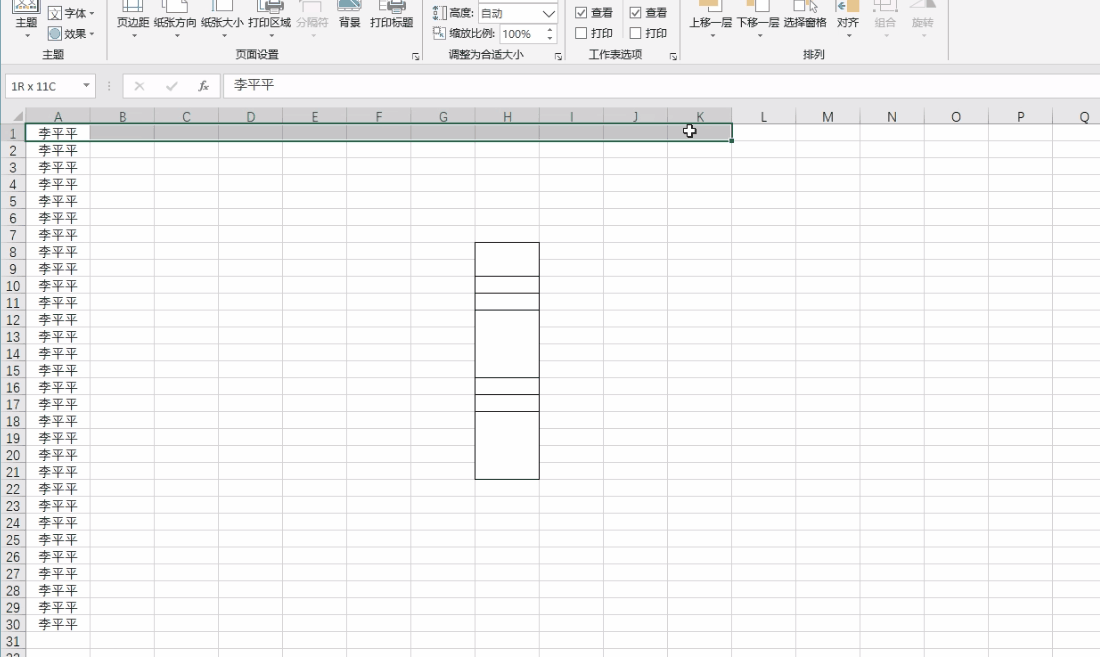 字体 高度: 自动 查看 查看
主题 页边距 纸张方向 纸张大小 打印区域 分隔符 背景 打印标题 上移一层 下移一层 选择窗格 对齐 组合 旋转
效果 缩放比例: 100% 打印 打印
主题 页面设置 调整为合适大小 工作表选项 排列
1R x 11C fx 李平平
A B C D E F G H I J K L M N O P Q
1 李平平
2 李平平
3 李平平
4 李平平
5 李平平
6 李平平
7 李平平
8 李平平
9 李平平
10 李平平
11 李平平
12 李平平
13 李平平
14 李平平
15 李平平
16 李平平
17 李平平
18 李平平
19 李平平
20 李平平
21 李平平
22 李平平
23 李平平
24 李平平
25 李平平
26 李平平
27 李平平
28 李平平
29 李平平
30 李平平
31